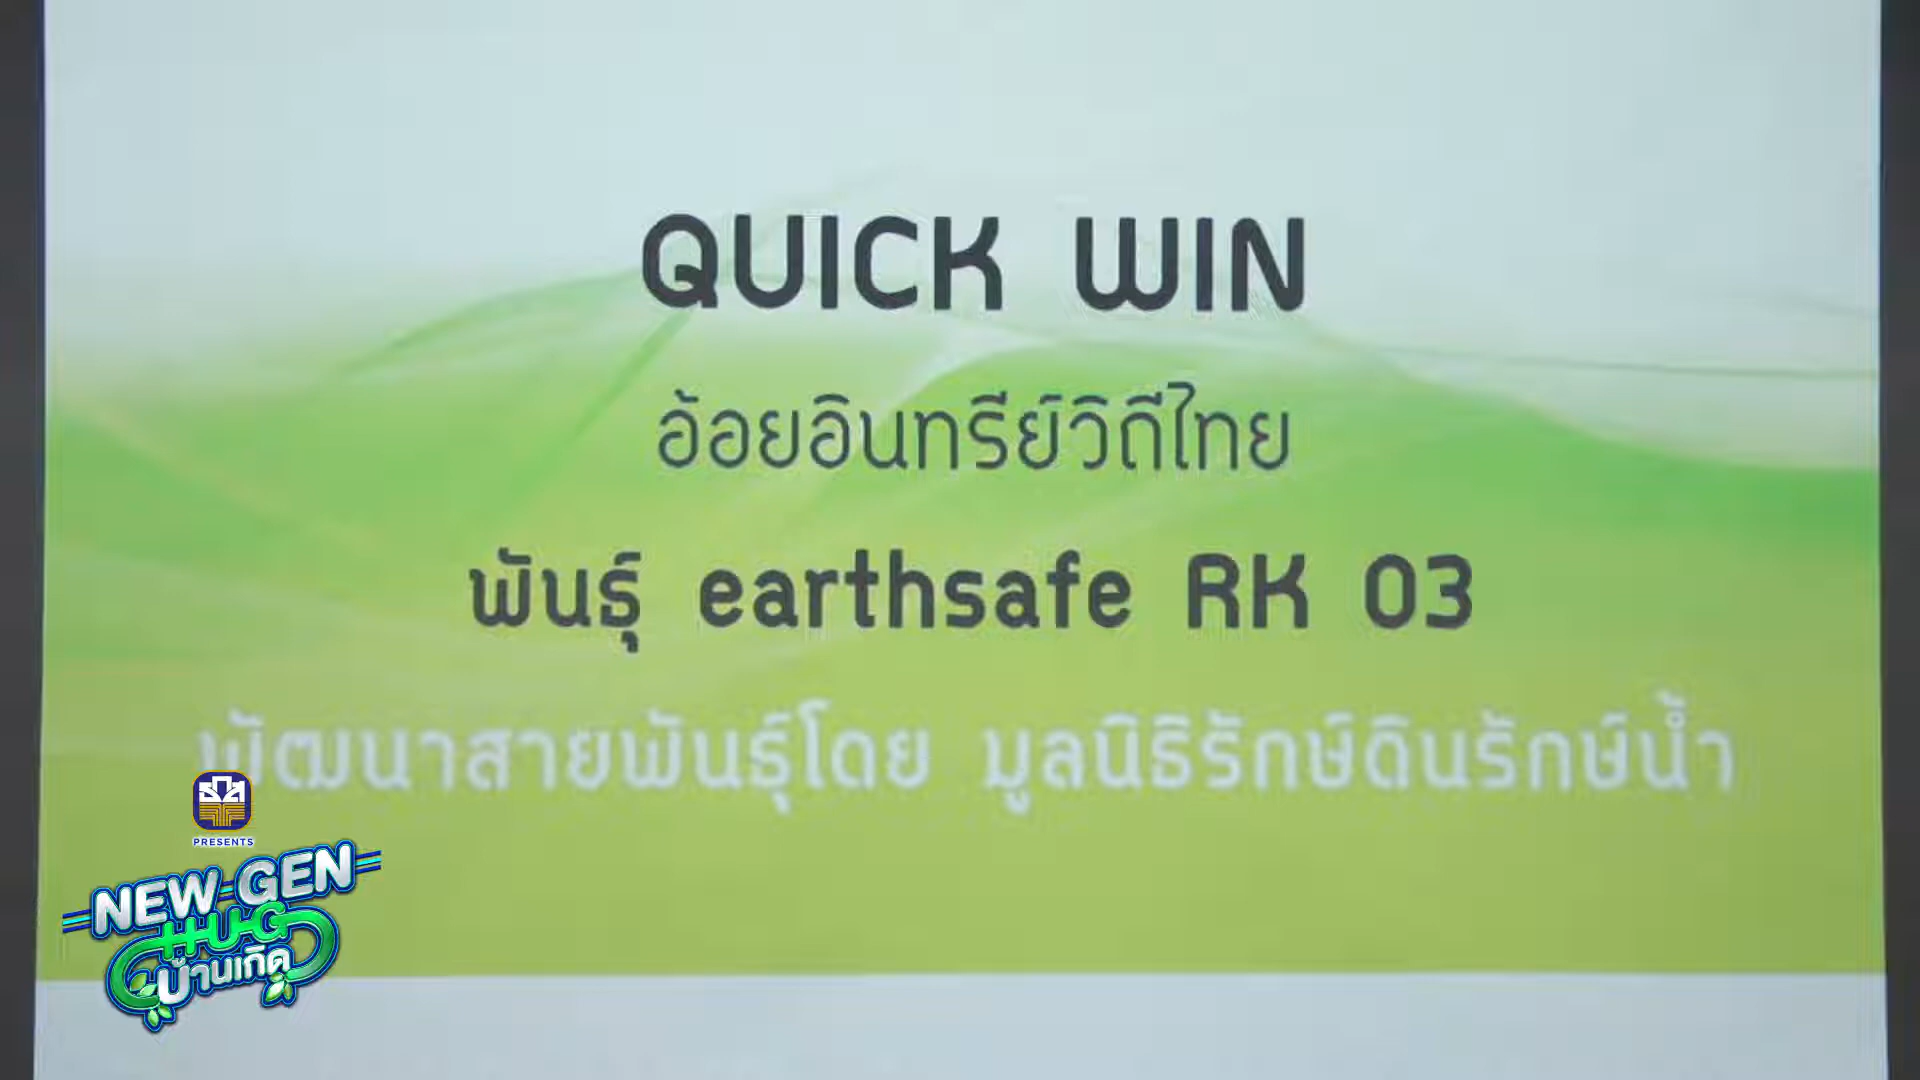 QUICK WIN
อ้อยอินทรีย์วิถีไทย
พันธุ์ earthsafe RK 03
พัฒนาสายพันธุ์โดย มูลนิธิรักษ์ดินรักษ์น้ำ
ธกส
PRESENTS
NEW GEN
HUG
บ้านเกิด